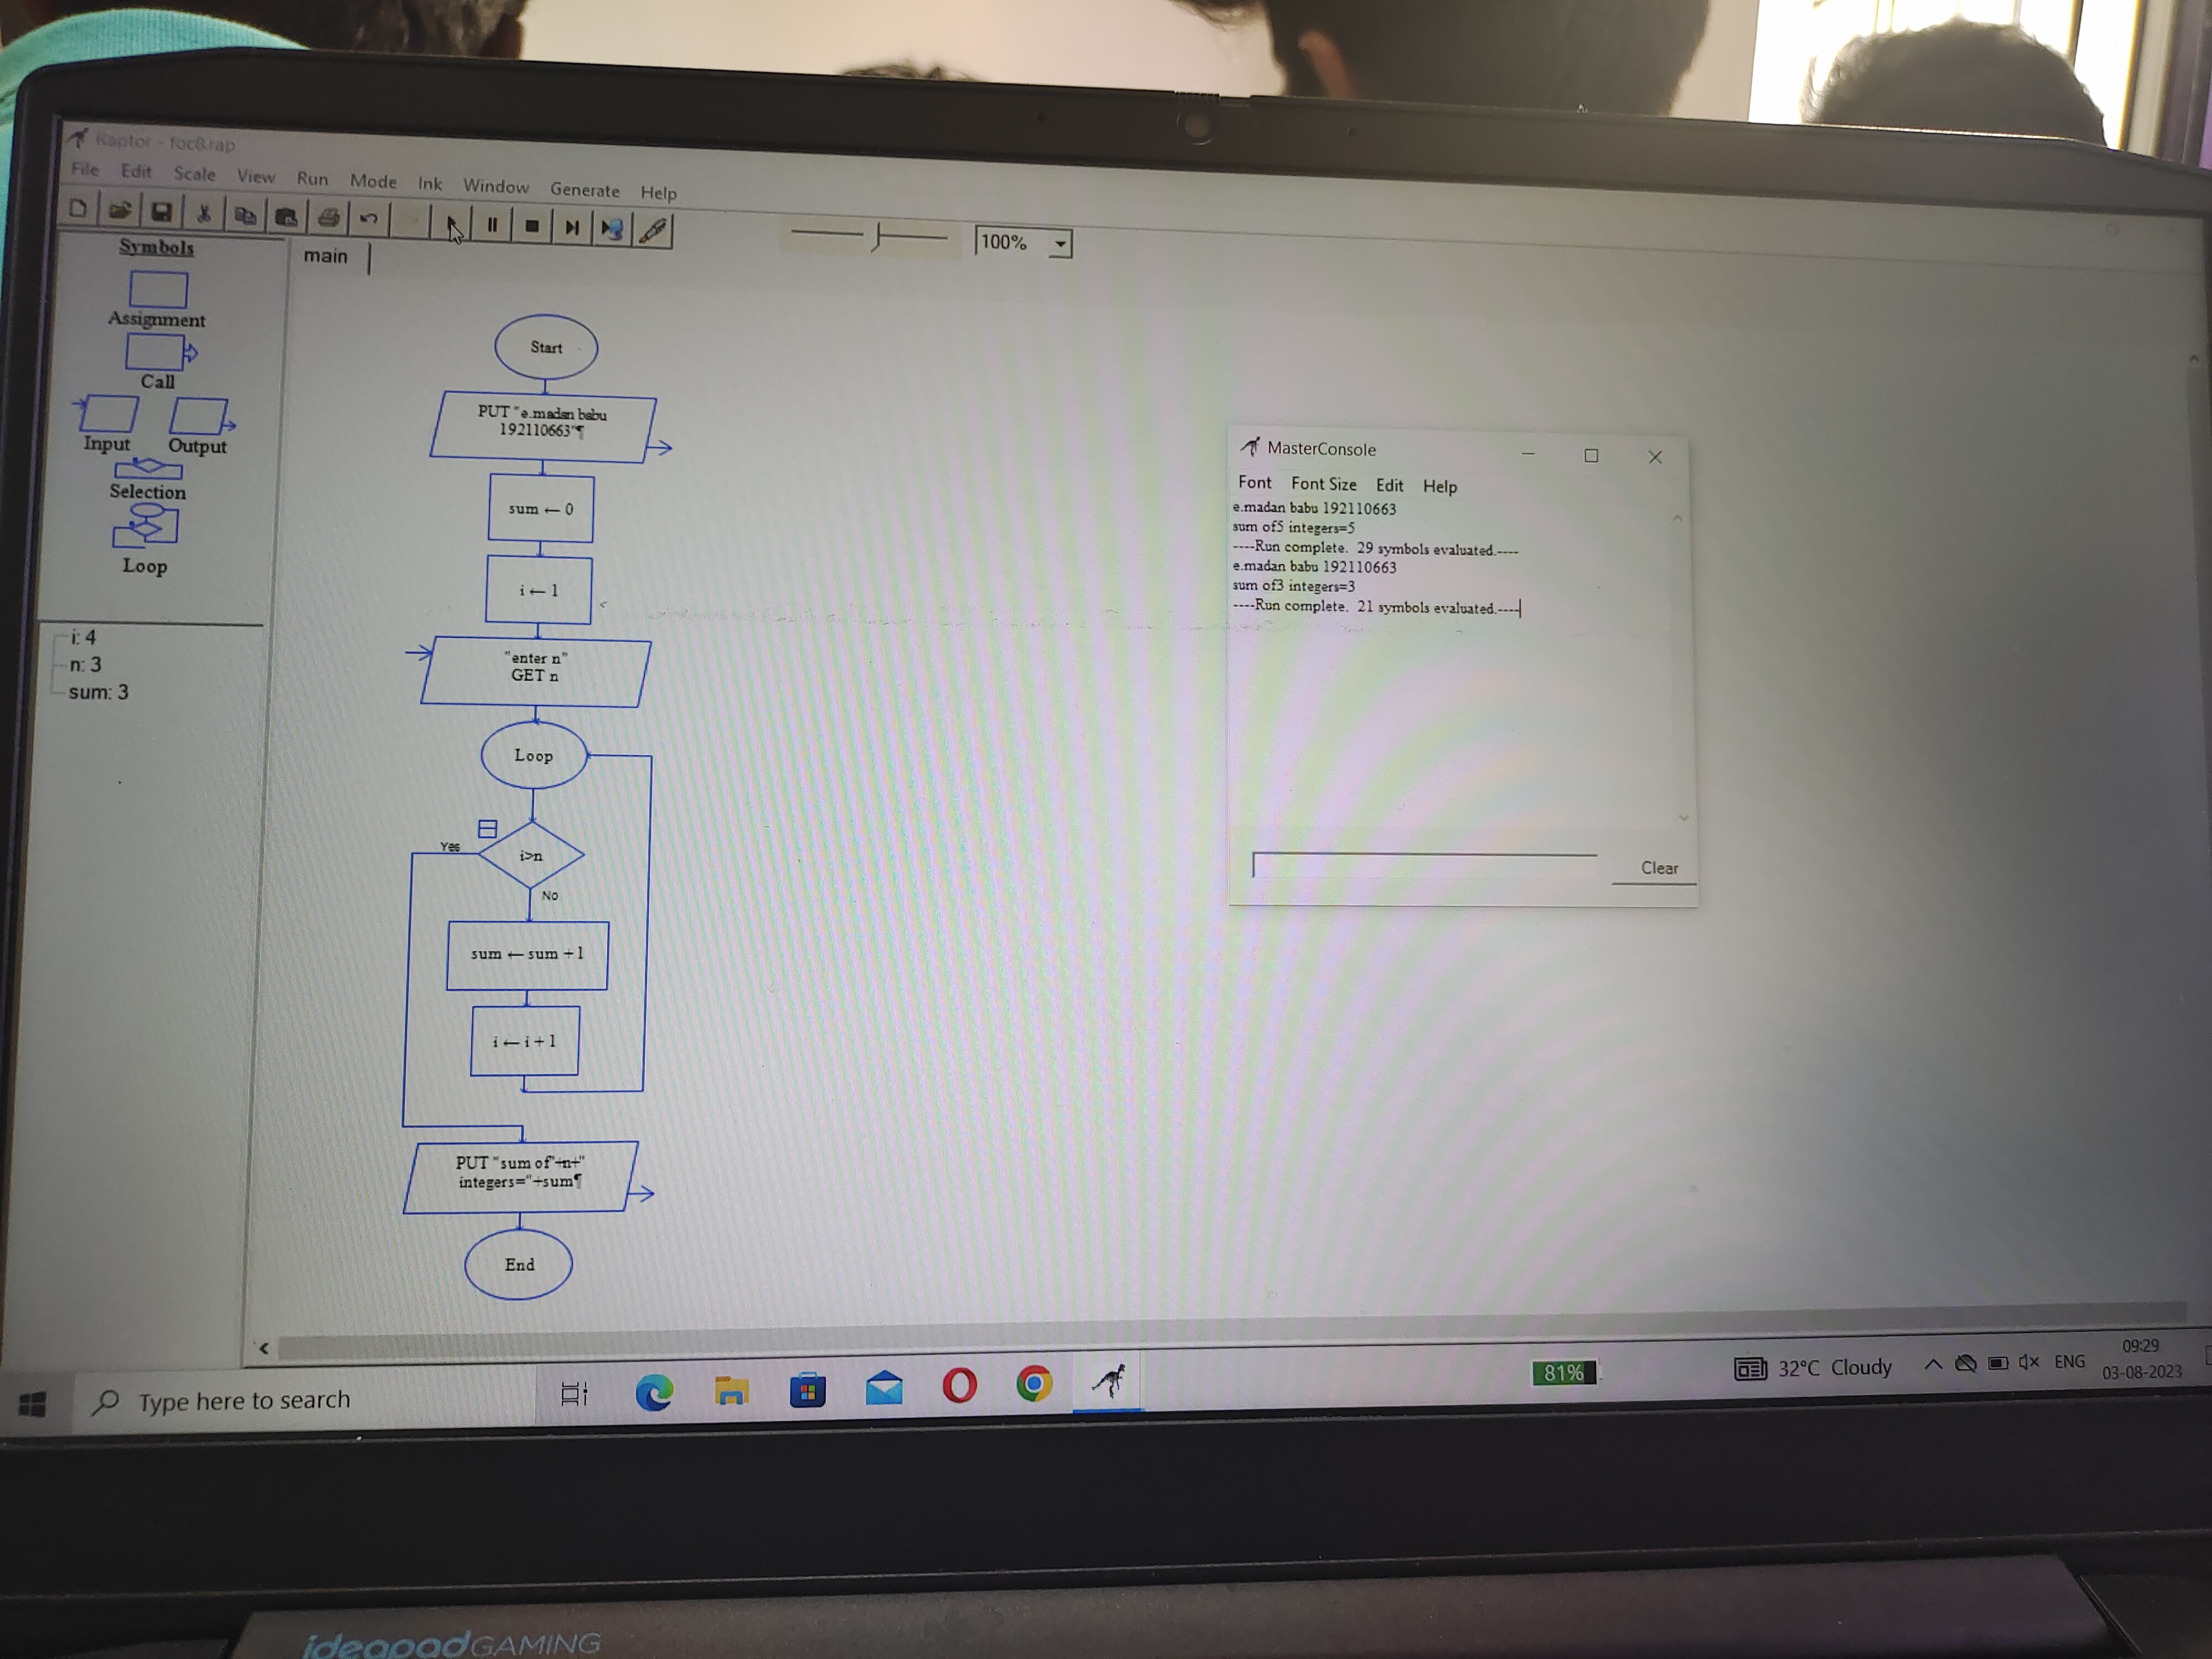 Raptor - foc8.rap
File Edit Scale View Run Mode Ink Window Generate Help
100%
Symbols
main
Assignment
Call
Input Output
Selection
Loop
i: 4
n: 3
sum: 3
Start
PUT "e.madan babu
192110663"¶
sum ← 0
i ← 1
"enter n"
GET n
Loop
Yes
i>n
No
sum ← sum + 1
i ← i + 1
PUT "sum of"+n+"
integers="+sum¶
End
MasterConsole
Font Font Size Edit Help
e.madan babu 192110663
sum of5 integers=5
----Run complete. 29 symbols evaluated.----
e.madan babu 192110663
sum of3 integers=3
----Run complete. 21 symbols evaluated.----
Clear
Type here to search
81%
32°C Cloudy
ENG
09:29
03-08-2023
ideapad GAMING